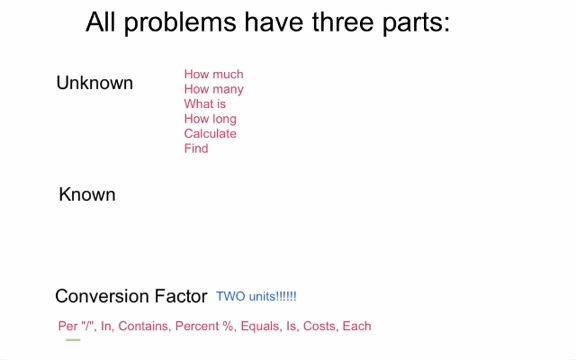 All problems have three parts:
Unknown
How much
How many
What is
How long
Calculate
Find
Known
Conversion Factor TWO units!!!!!!
Per "/", In, Contains, Percent %, Equals, Is, Costs, Each